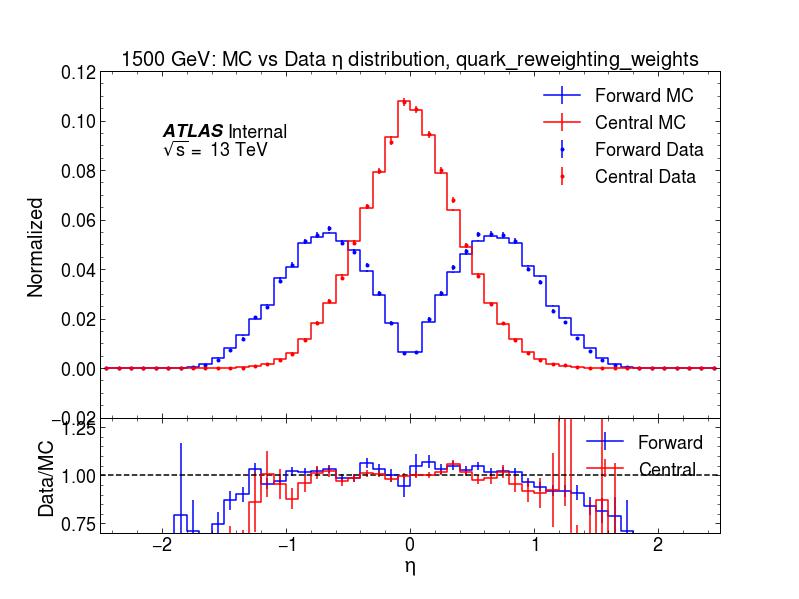 1500 GeV: MC vs Data η distribution, quark_reweighting_weights
0.12
0.10
0.08
0.06
0.04
0.02
0.00
−0.02
Normalized
ATLAS Internal
√s = 13 TeV
Forward MC
Central MC
Forward Data
Central Data
1.25
1.00
0.75
Data/MC
Forward
Central
−2
−1
0
1
2
η